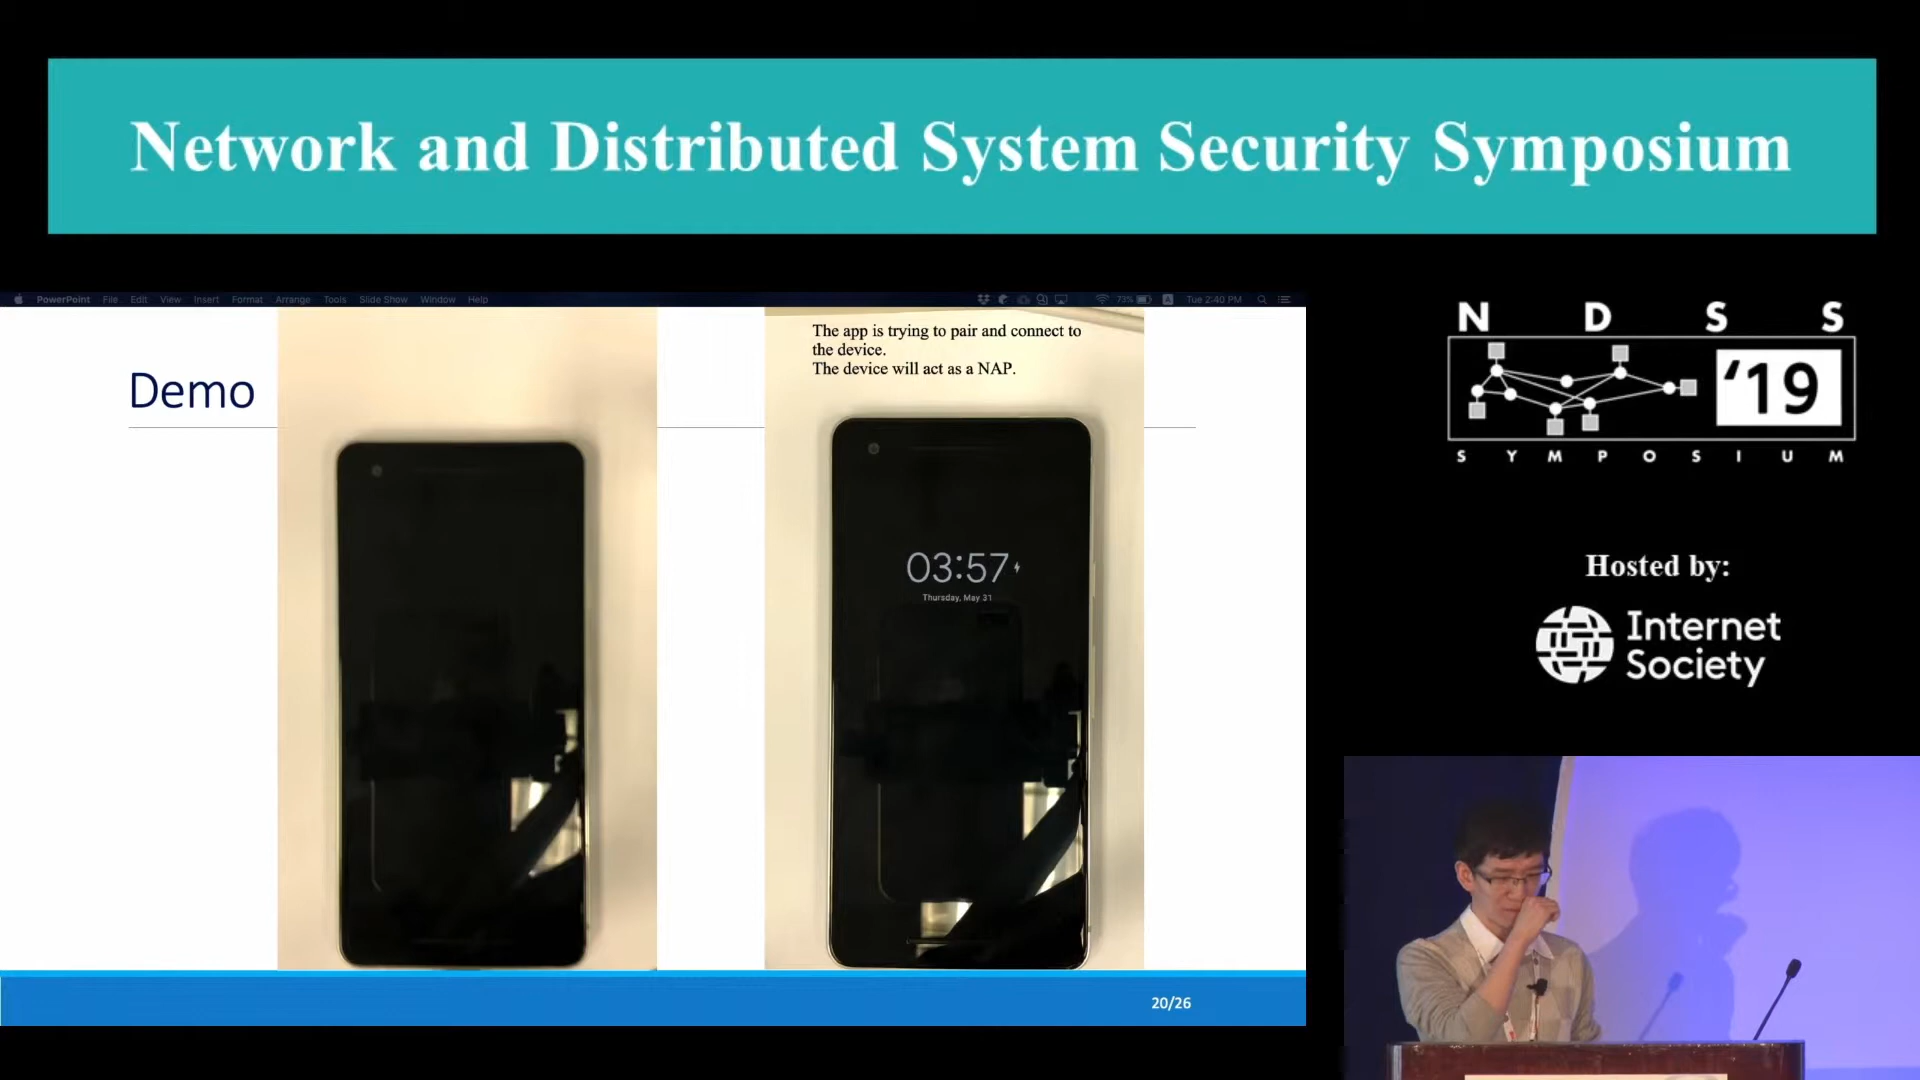 Network and Distributed System Security Symposium
PowerPoint File Edit View Insert Format Arrange Tools Slide Show Window Help
73% Tue 2:40 PM
The app is trying to pair and connect to
the device.
The device will act as a NAP.
Demo
03:57
Thursday, May 31
20/26
N D S S
'19
S Y M P O S I U M
Hosted by:
Internet
Society